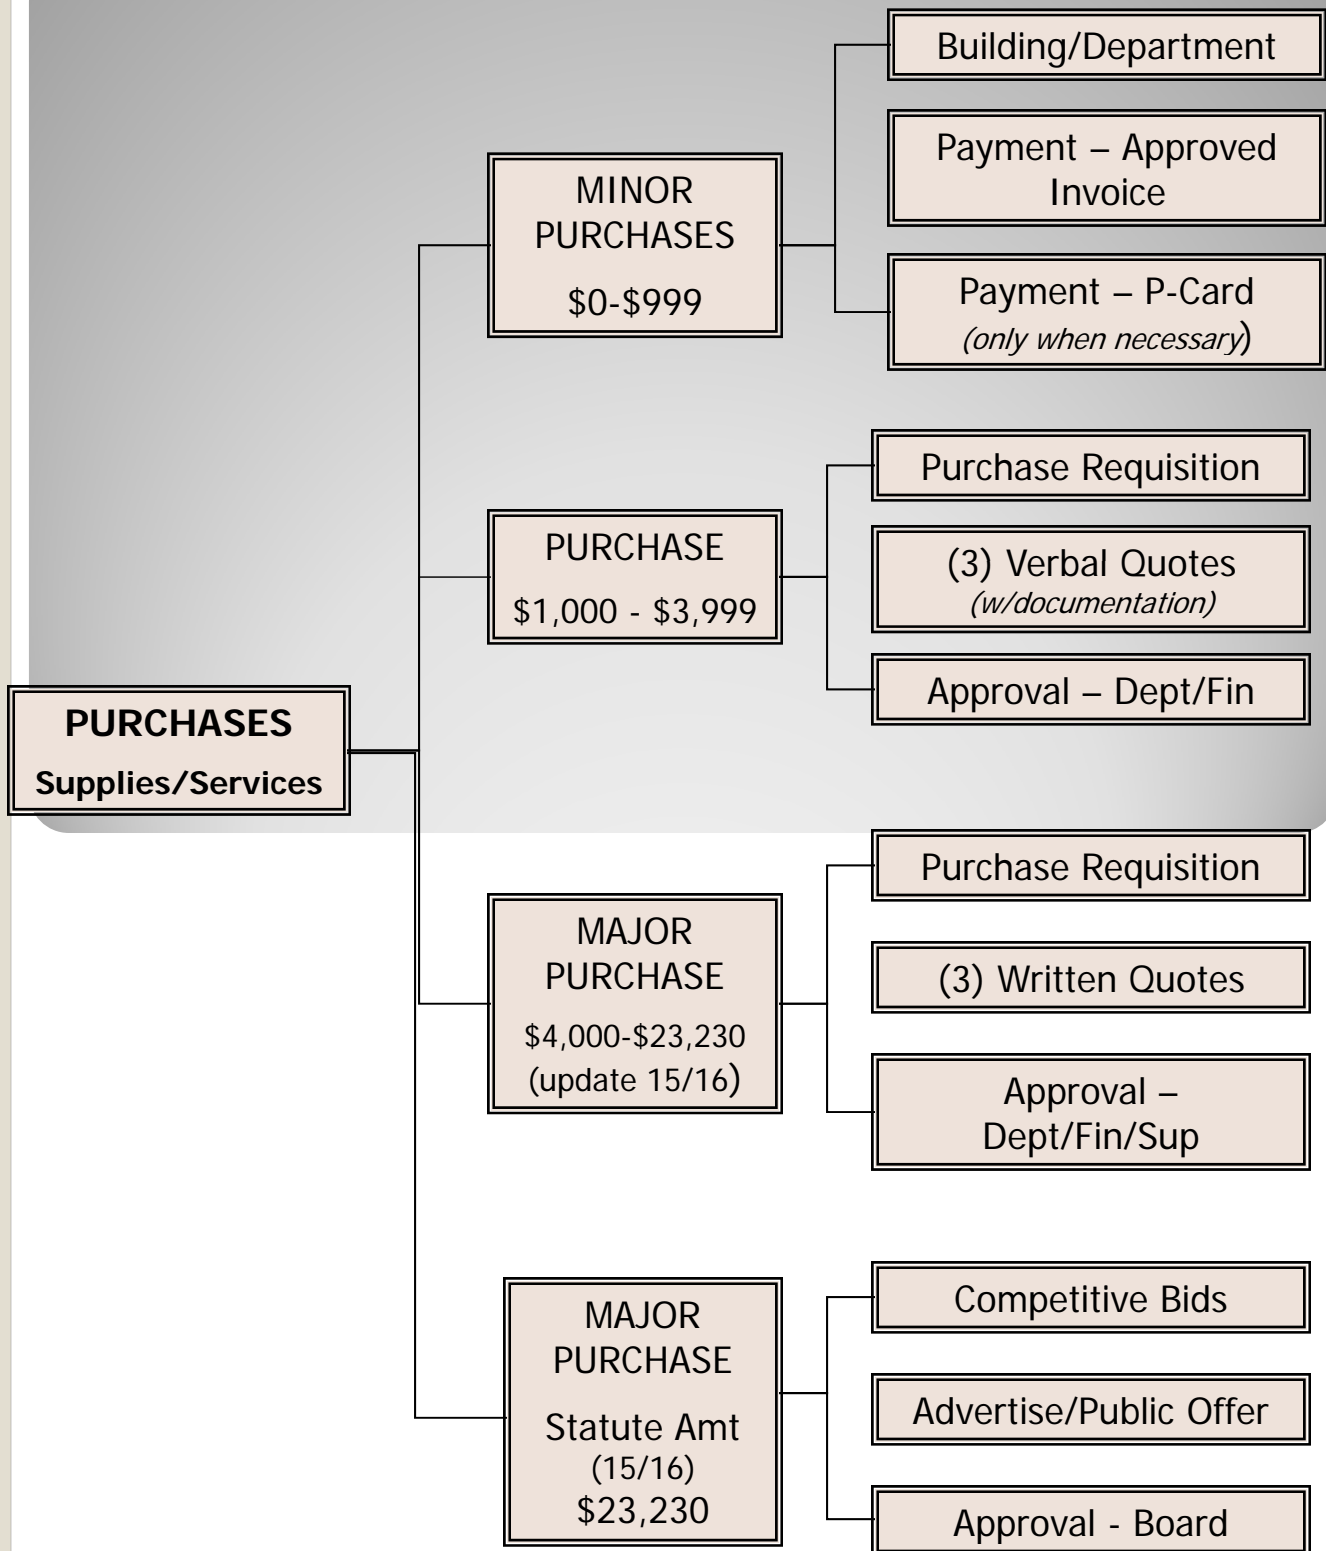 PURCHASES
Supplies/Services
MINOR
PURCHASES
$0-$999
Building/Department
Payment – Approved
Invoice
Payment – P-Card
(only when necessary)
PURCHASE
$1,000 - $3,999
Purchase Requisition
(3) Verbal Quotes
(w/documentation)
Approval – Dept/Fin
MAJOR
PURCHASE
$4,000-$23,230
(update 15/16)
Purchase Requisition
(3) Written Quotes
Approval –
Dept/Fin/Sup
MAJOR
PURCHASE
Statute Amt
(15/16)
$23,230
Competitive Bids
Advertise/Public Offer
Approval - Board